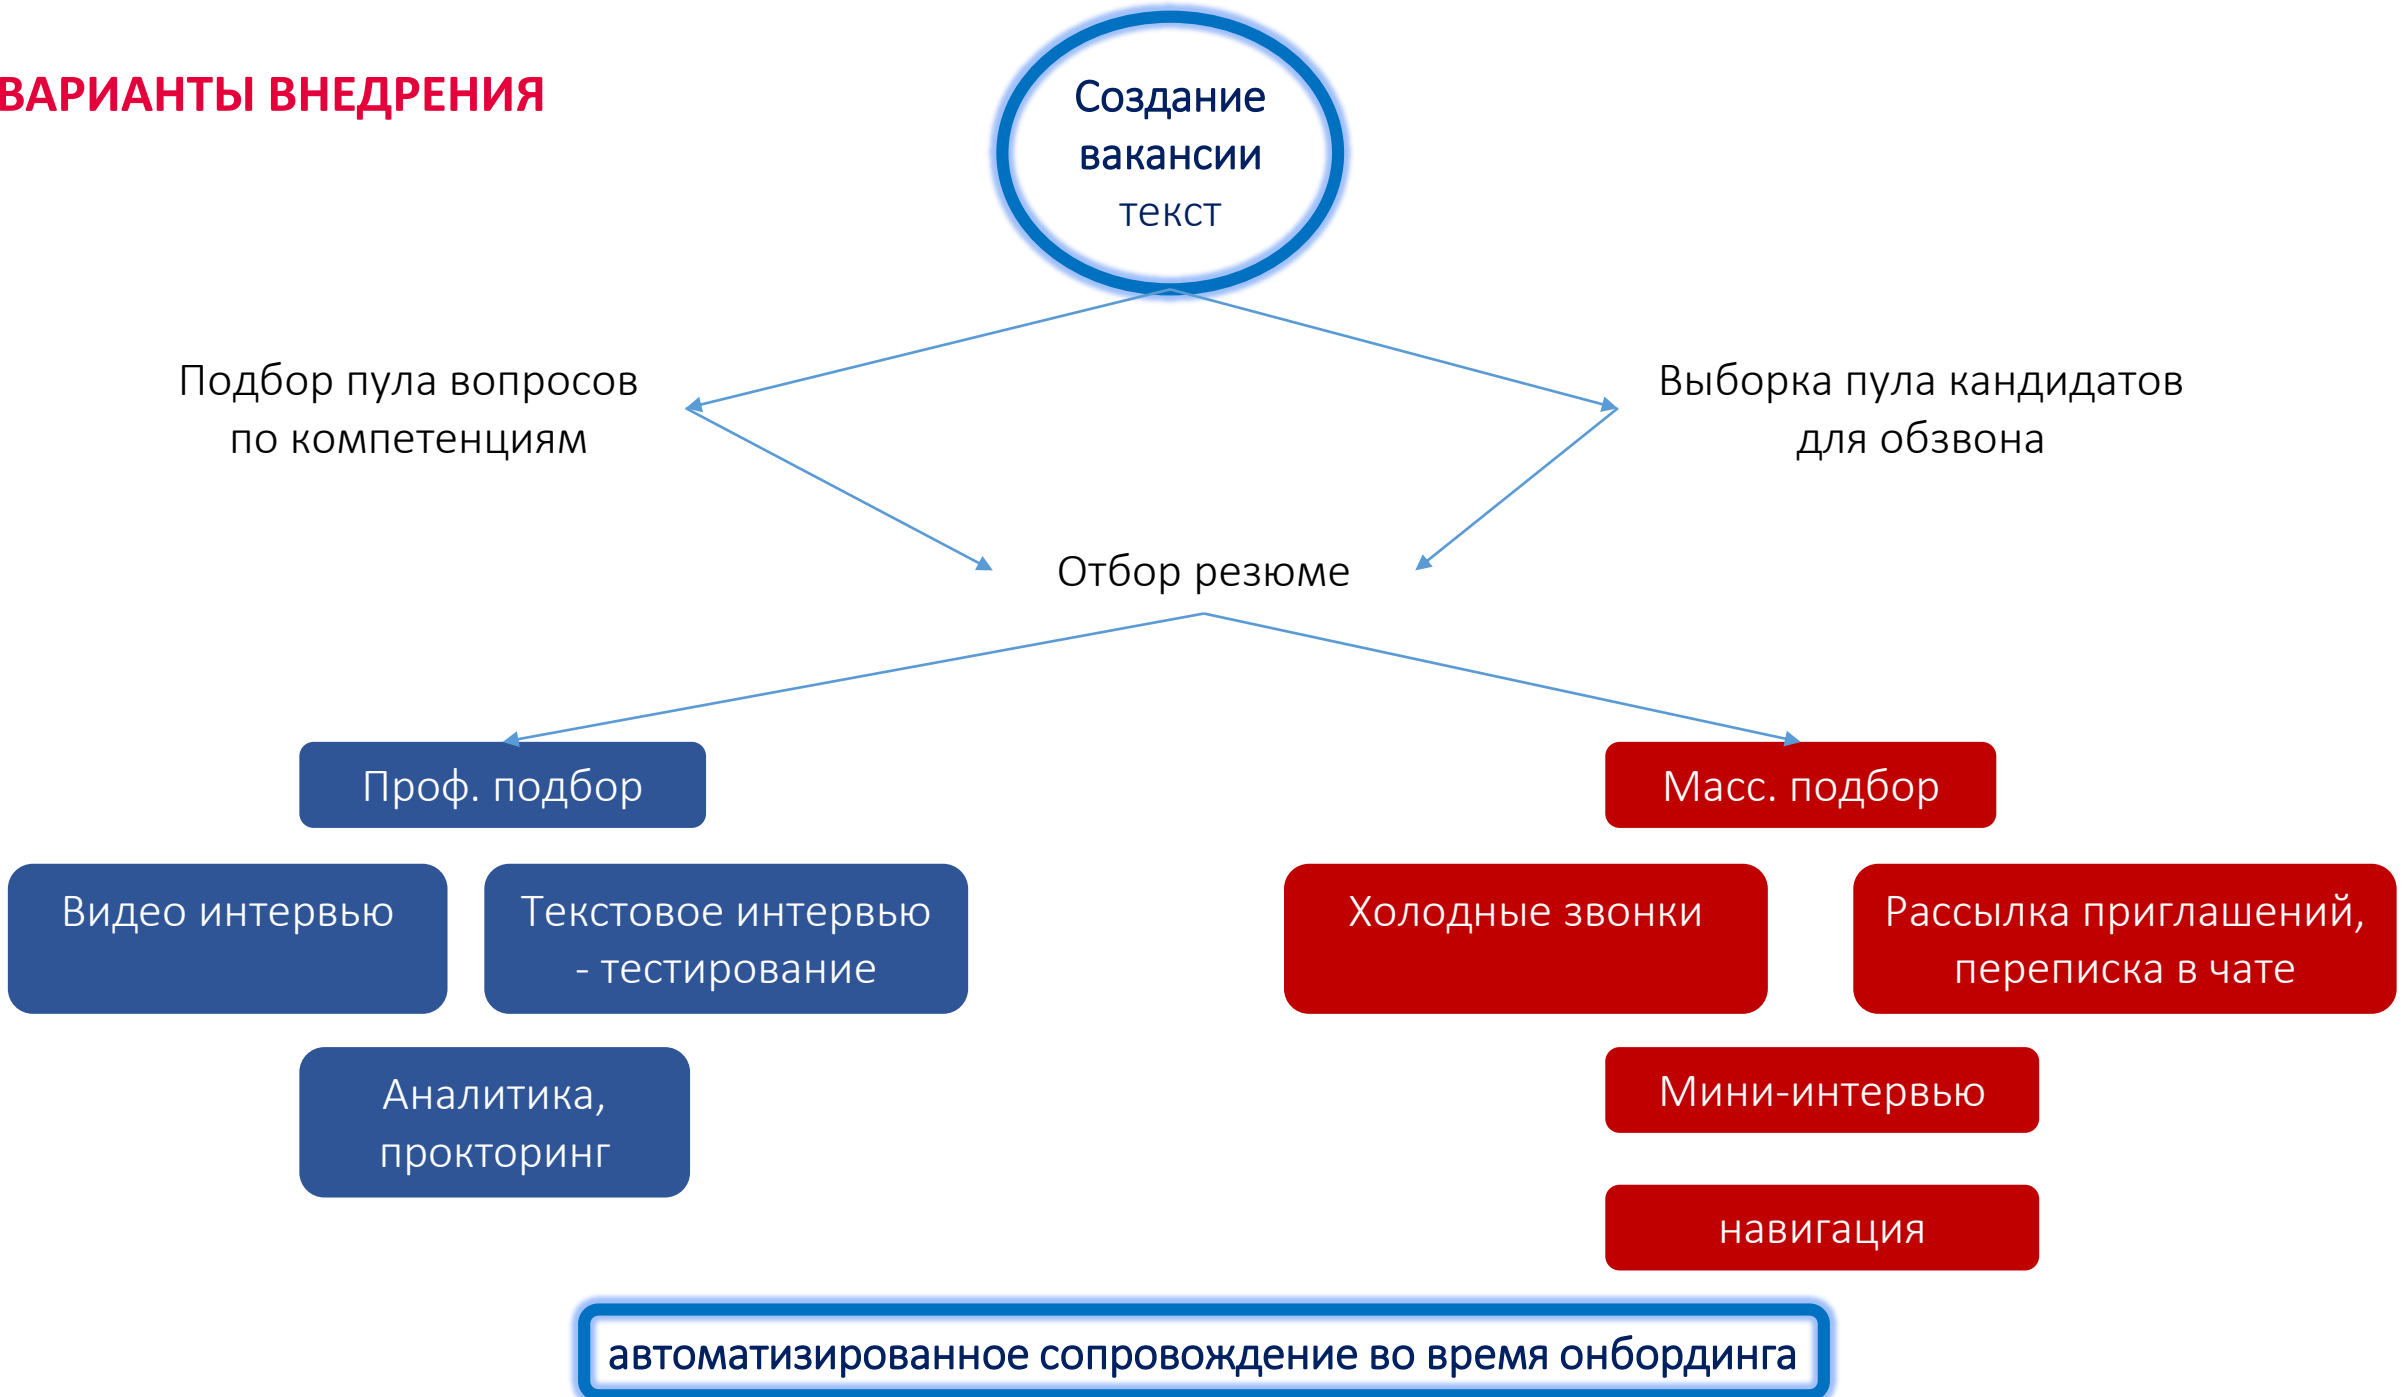 ВАРИАНТЫ ВНЕДРЕНИЯ
Создание
вакансии
текст
Подбор пула вопросов
по компетенциям
Выборка пула кандидатов
для обзвона
Отбор резюме
Проф. подбор
Масс. подбор
Видео интервью
Текстовое интервью
- тестирование
Холодные звонки
Рассылка приглашений,
переписка в чате
Аналитика,
прокторинг
Мини-интервью
навигация
автоматизированное сопровождение во время онбординга